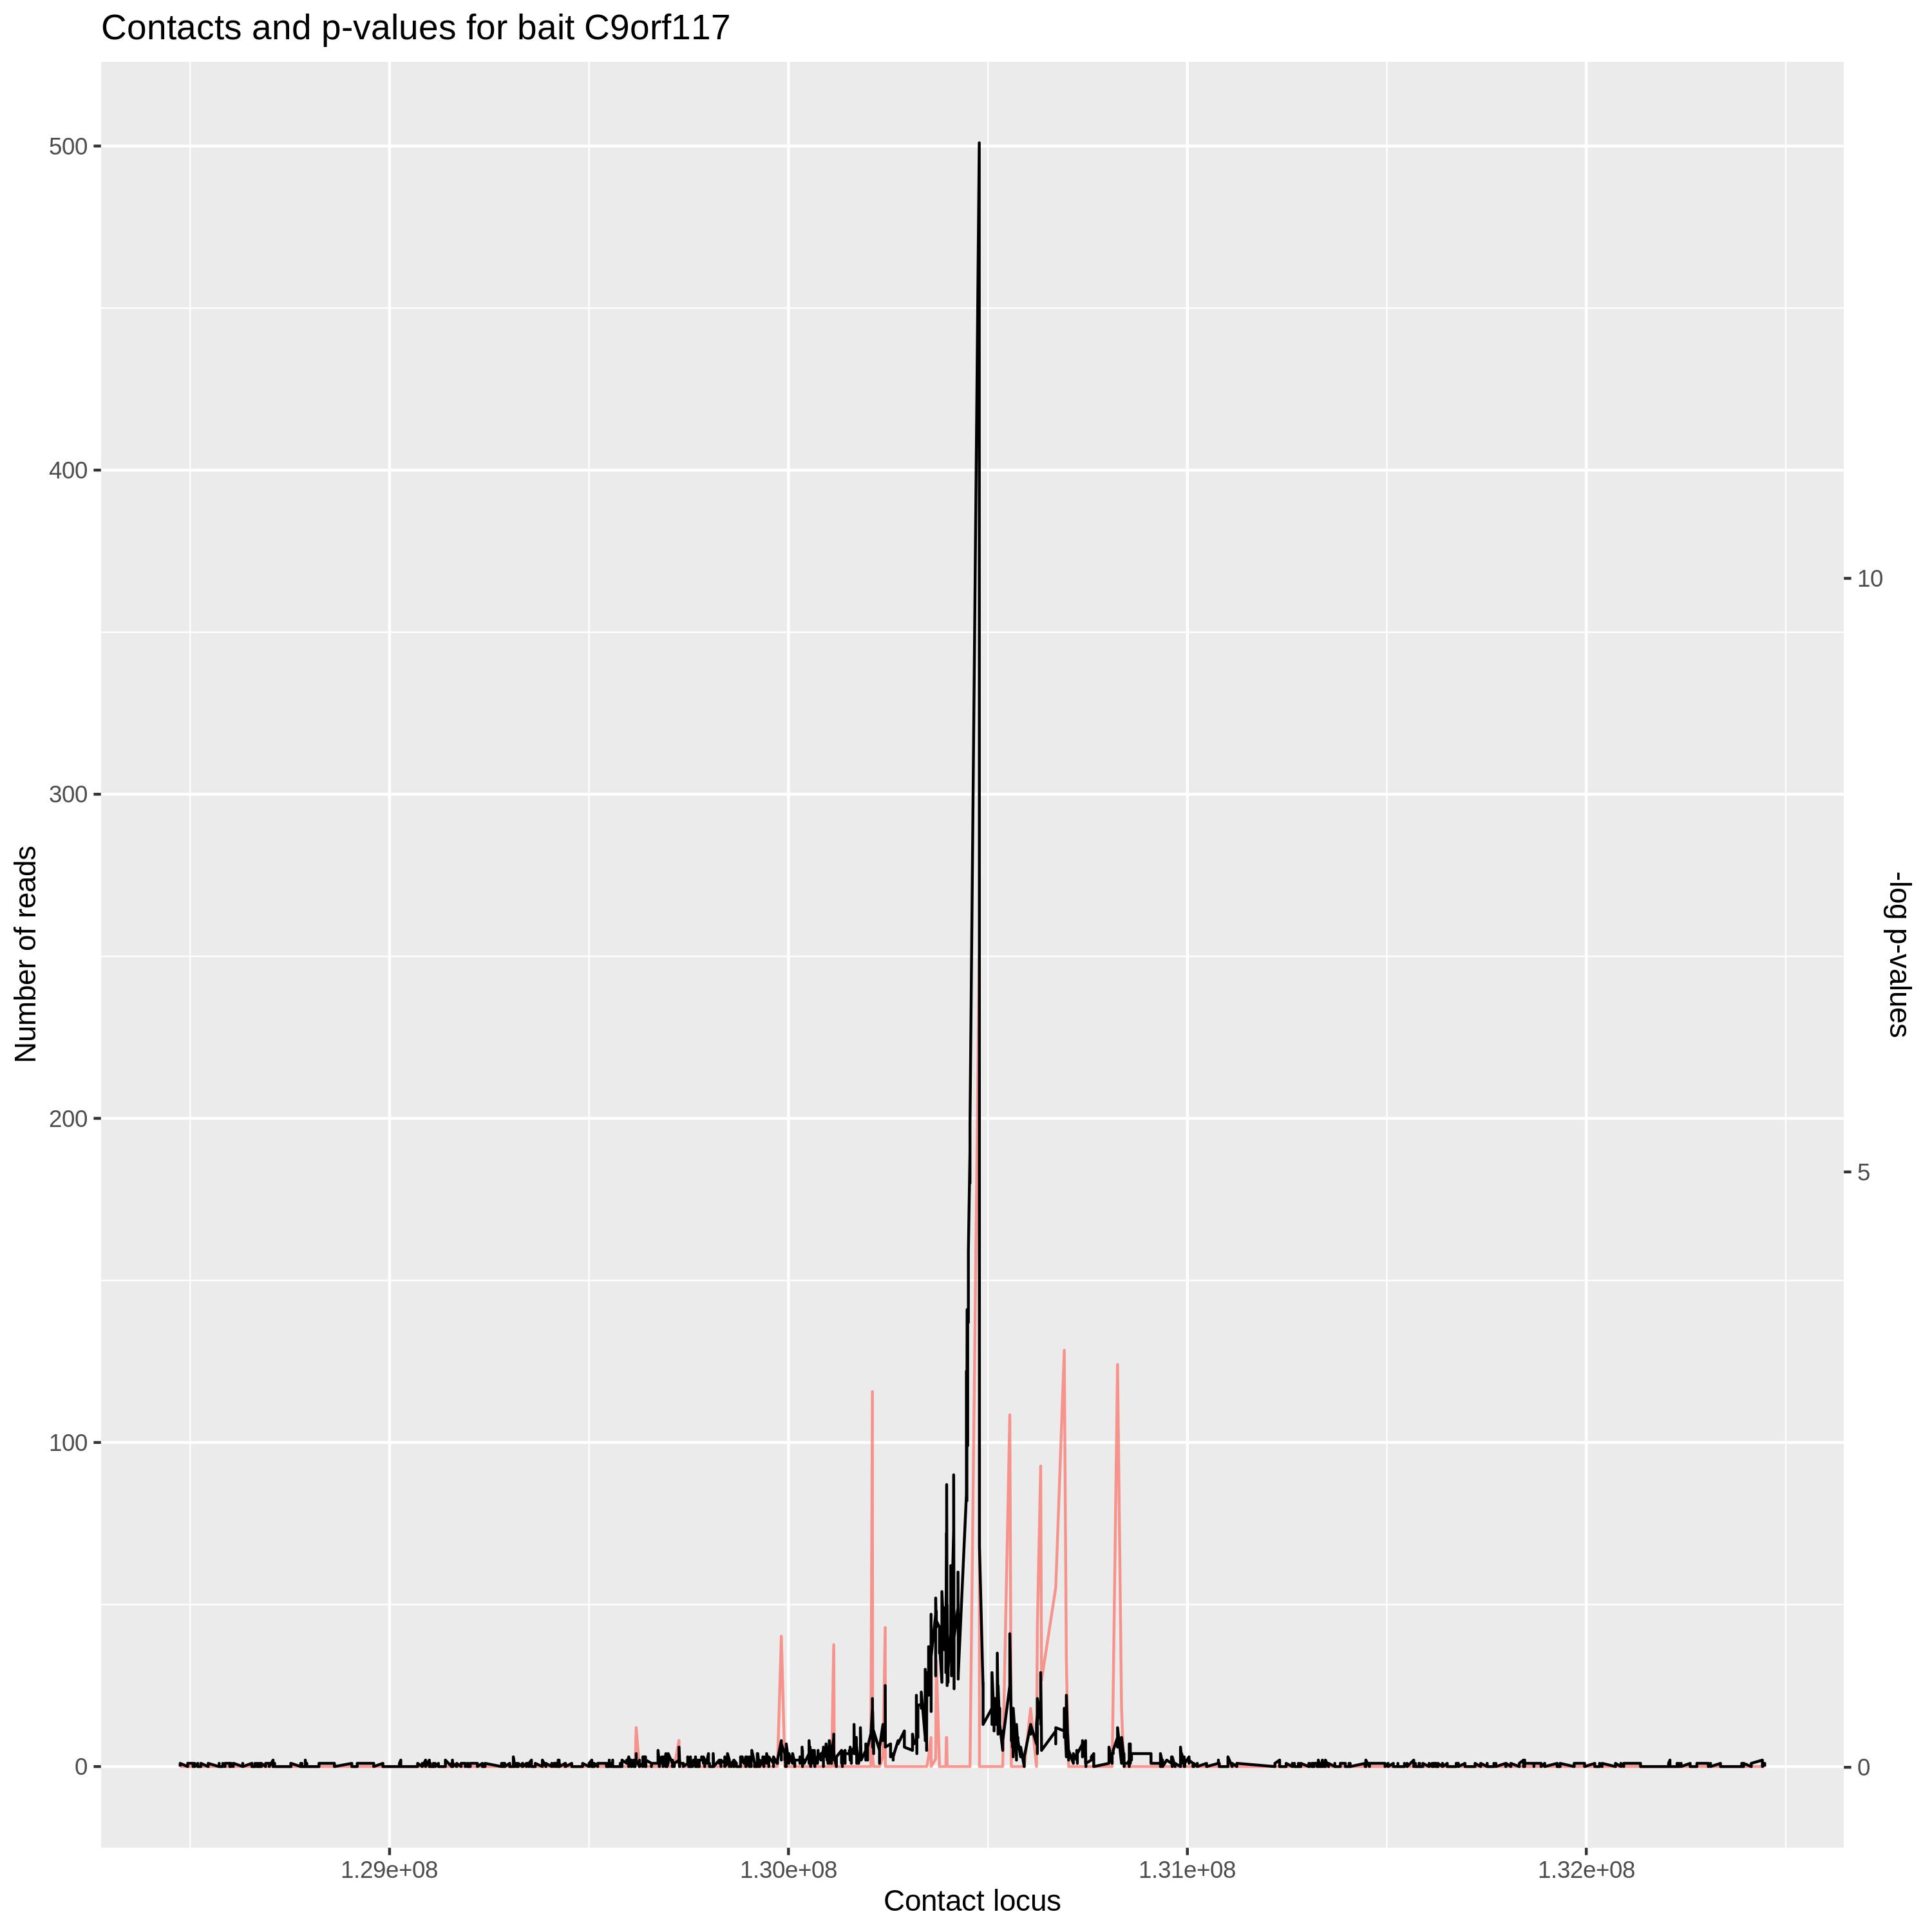 Contacts and p-values for bait C9orf117
500
400
300
200
100
0
Number of reads
10
5
0
-log p-values
1.29e+08
1.30e+08
1.31e+08
1.32e+08
Contact locus